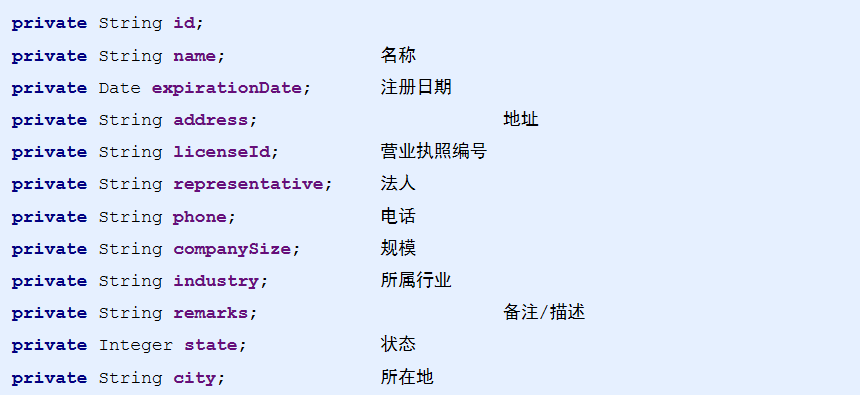 private String id;
private String name; 名称
private Date expirationDate; 注册日期
private String address; 地址
private String licenseId; 营业执照编号
private String representative; 法人
private String phone; 电话
private String companySize; 规模
private String industry; 所属行业
private String remarks; 备注/描述
private Integer state; 状态
private String city; 所在地